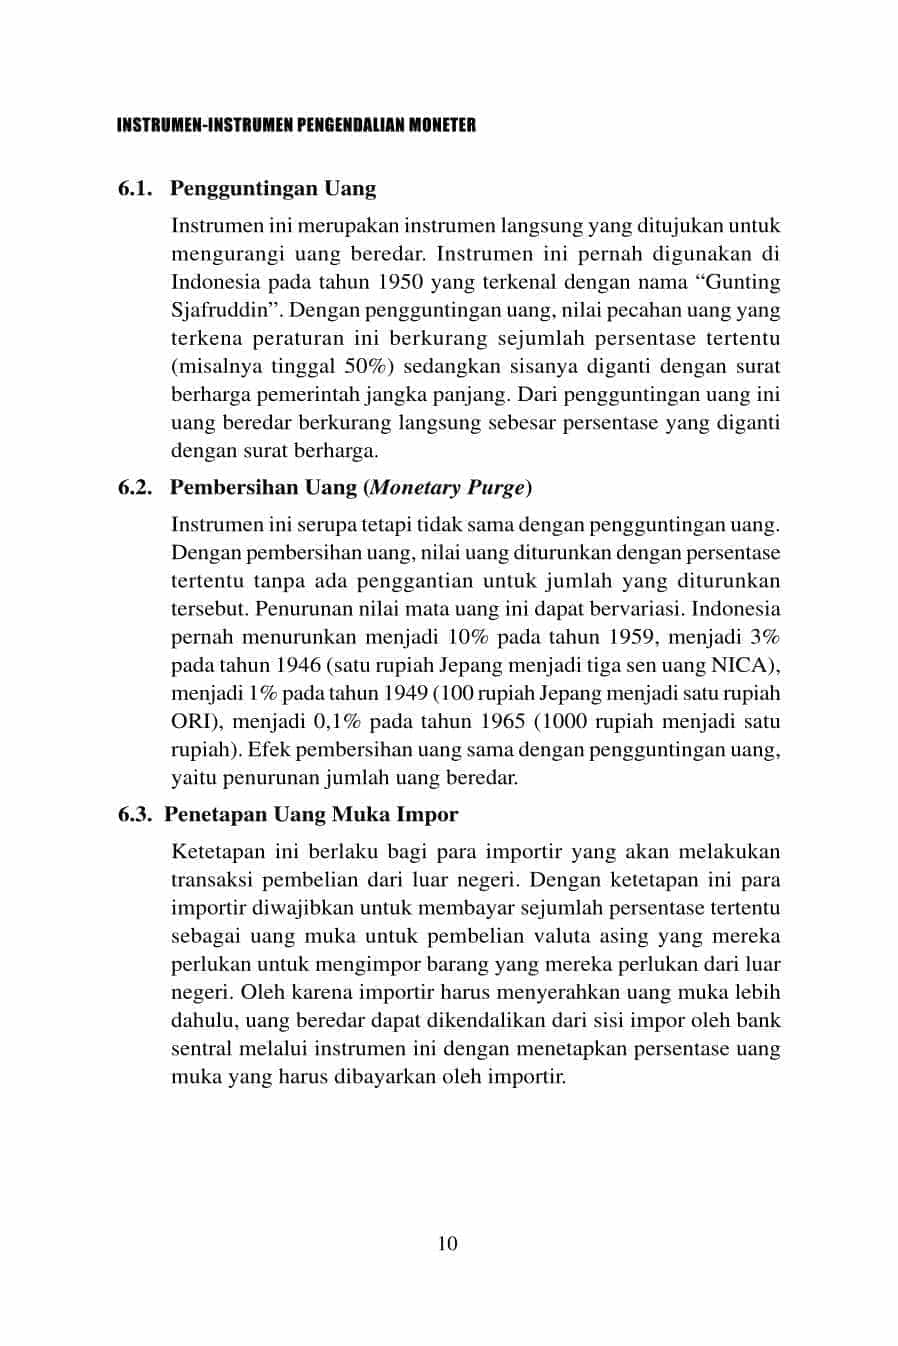 INSTRUMEN-INSTRUMEN PENGENDALIAN MONETER
6.1. Pengguntingan Uang
Instrumen ini merupakan instrumen langsung yang ditujukan untuk
mengurangi uang beredar. Instrumen ini pernah digunakan di
Indonesia pada tahun 1950 yang terkenal dengan nama “Gunting
Sjafruddin”. Dengan pengguntingan uang, nilai pecahan uang yang
terkena peraturan ini berkurang sejumlah persentase tertentu
(misalnya tinggal 50%) sedangkan sisanya diganti dengan surat
berharga pemerintah jangka panjang. Dari pengguntingan uang ini
uang beredar berkurang langsung sebesar persentase yang diganti
dengan surat berharga.
6.2. Pembersihan Uang (Monetary Purge)
Instrumen ini serupa tetapi tidak sama dengan pengguntingan uang.
Dengan pembersihan uang, nilai uang diturunkan dengan persentase
tertentu tanpa ada penggantian untuk jumlah yang diturunkan
tersebut. Penurunan nilai mata uang ini dapat bervariasi. Indonesia
pernah menurunkan menjadi 10% pada tahun 1959, menjadi 3%
pada tahun 1946 (satu rupiah Jepang menjadi tiga sen uang NICA),
menjadi 1% pada tahun 1949 (100 rupiah Jepang menjadi satu rupiah
ORI), menjadi 0,1% pada tahun 1965 (1000 rupiah menjadi satu
rupiah). Efek pembersihan uang sama dengan pengguntingan uang,
yaitu penurunan jumlah uang beredar.
6.3. Penetapan Uang Muka Impor
Ketetapan ini berlaku bagi para importir yang akan melakukan
transaksi pembelian dari luar negeri. Dengan ketetapan ini para
importir diwajibkan untuk membayar sejumlah persentase tertentu
sebagai uang muka untuk pembelian valuta asing yang mereka
perlukan untuk mengimpor barang yang mereka perlukan dari luar
negeri. Oleh karena importir harus menyerahkan uang muka lebih
dahulu, uang beredar dapat dikendalikan dari sisi impor oleh bank
sentral melalui instrumen ini dengan menetapkan persentase uang
muka yang harus dibayarkan oleh importir.
10